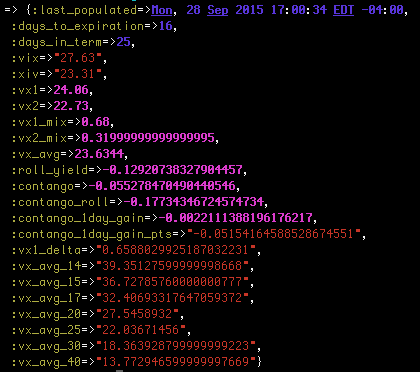 => {:last_populated=>Mon, 28 Sep 2015 17:00:34 EDT -04:00,
:days_to_expiration=>16,
:days_in_term=>25,
:vix=>"27.63",
:xiv=>"23.31",
:vx1=>24.06,
:vx2=>22.73,
:vx1_mix=>0.68,
:vx2_mix=>0.31999999999999995,
:vx_avg=>23.6344,
:roll_yield=>-0.12920738327904457,
:contango=>-0.055278470490440546,
:contango_roll=>-0.17734346724574734,
:contango_1day_gain=>-0.0022111388196176217,
:contango_1day_gain_pts=>"-0.05154164588528674551",
:vx1_delta=>"0.6588029925187032231",
:vx_avg_14=>"39.35127599999998668",
:vx_avg_15=>"36.72785760000000777",
:vx_avg_17=>"32.40693317647059372",
:vx_avg_20=>"27.5458932",
:vx_avg_25=>"22.03671456",
:vx_avg_30=>"18.363928799999999223",
:vx_avg_40=>"13.772946599999997669"}